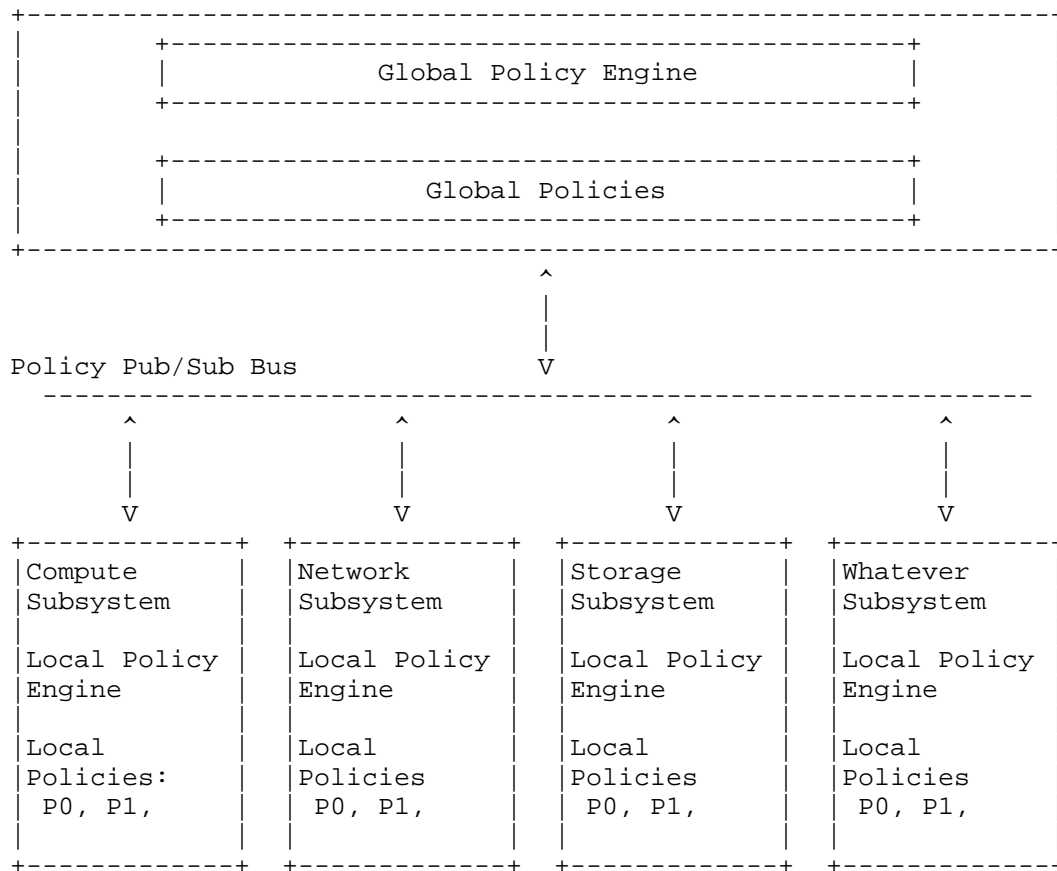 Global Policy Engine
Global Policies
Policy Pub/Sub Bus
Compute
Subsystem
Local Policy
Engine
Local
Policies:
P0, P1,
Network
Subsystem
Local Policy
Engine
Local
Policies
P0, P1,
Storage
Subsystem
Local Policy
Engine
Local
Policies
P0, P1,
Whatever
Subsystem
Local Policy
Engine
Local
Policies
P0, P1,